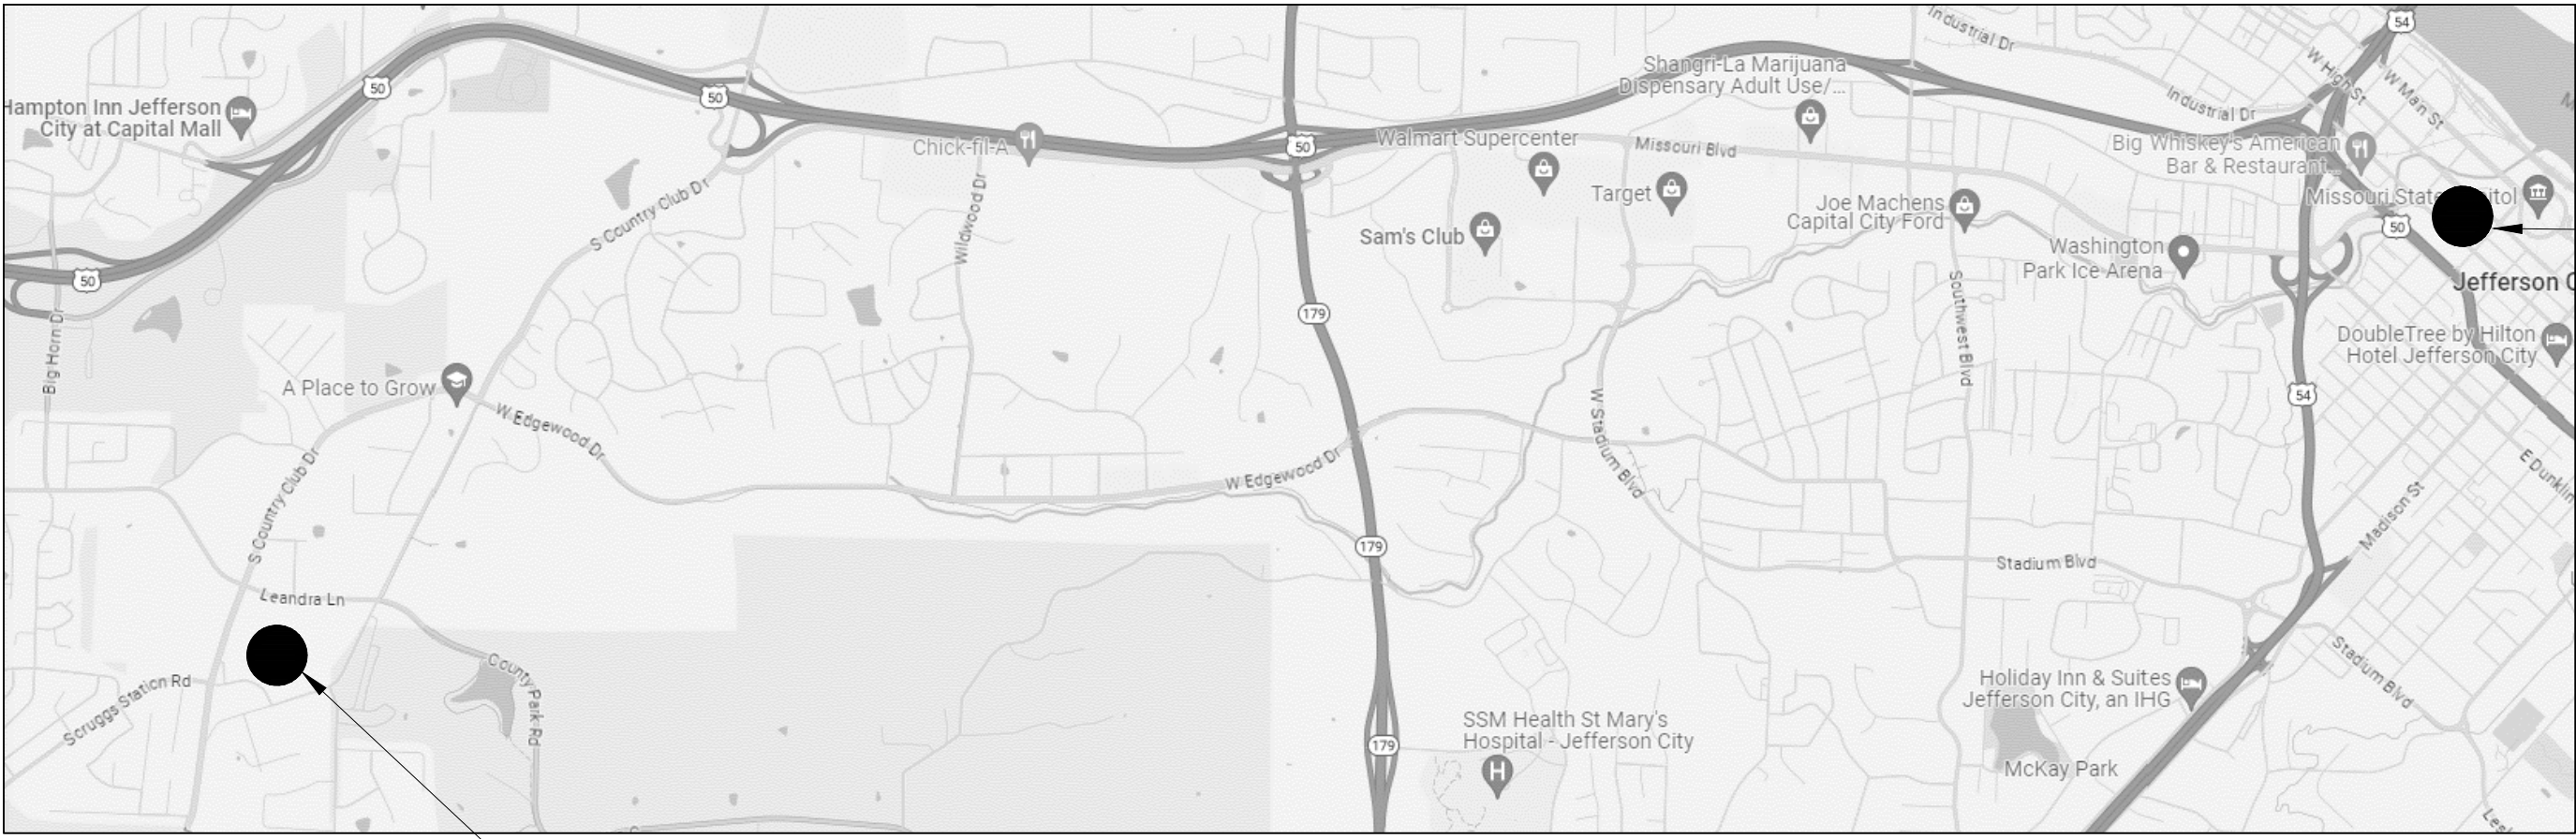 54
Industrial Dr
W High St
W Main St
Shangri-La Marijuana
Dispensary Adult Use/...
50
50
Hampton Inn Jefferson
City at Capital Mall
Industrial Dr
Chick-fil-A
50
Walmart Supercenter
Missouri Blvd
Big Whiskey's American
Bar & Restaurant...
Target
Missouri State
50
S Country Club Dr
Wildwood Dr
Sam's Club
Joe Machens
Capital City Ford
Washington
Park Ice Arena
50
Jefferson C
179
Big Horn Dr
Southwest Blvd
DoubleTree by Hilton
Hotel Jefferson City
A Place to Grow
54
W Edgewood Dr
W Stadium Blvd
W Edgewood Dr
E Dunklin
S Country Club Dr
Madison St
179
Stadium Blvd
Leandra Ln
County Park Rd
Scruggs Station Rd
Stadium Blvd
Holiday Inn & Suites
Jefferson City, an IHG
SSM Health St Mary's
Hospital - Jefferson City
179
H
McKay Park